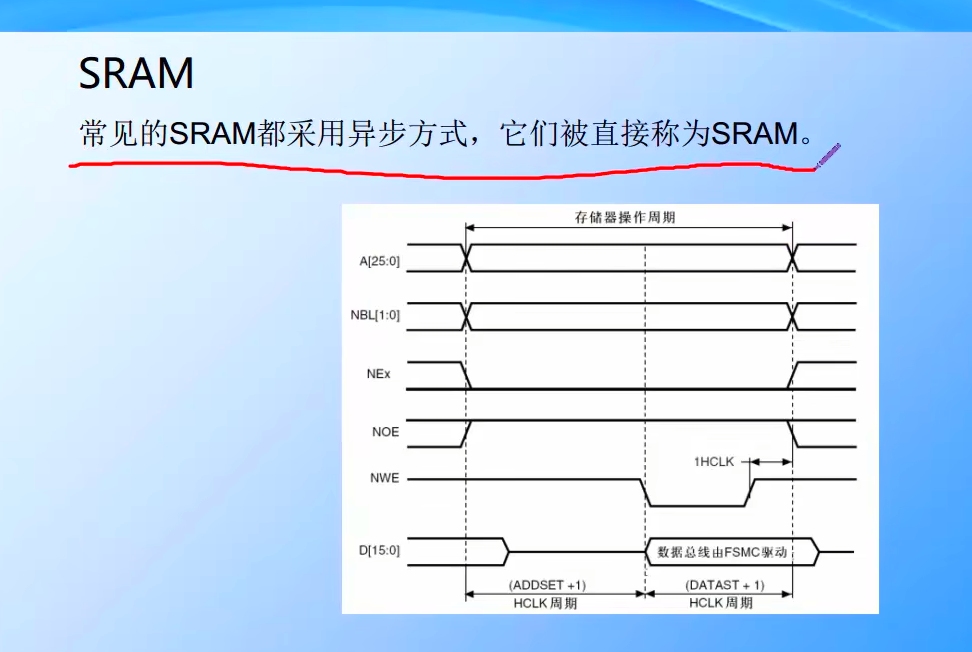 SRAM
常见的SRAM都采用异步方式，它们被直接称为SRAM。
存储器操作周期
A[25:0]
NBL[1:0]
NEx
NOE
1HCLK
NWE
D[15:0]
数据总线由FSMC驱动
(ADDSET +1)
(DATAST + 1)
HCLK 周期
HCLK 周期